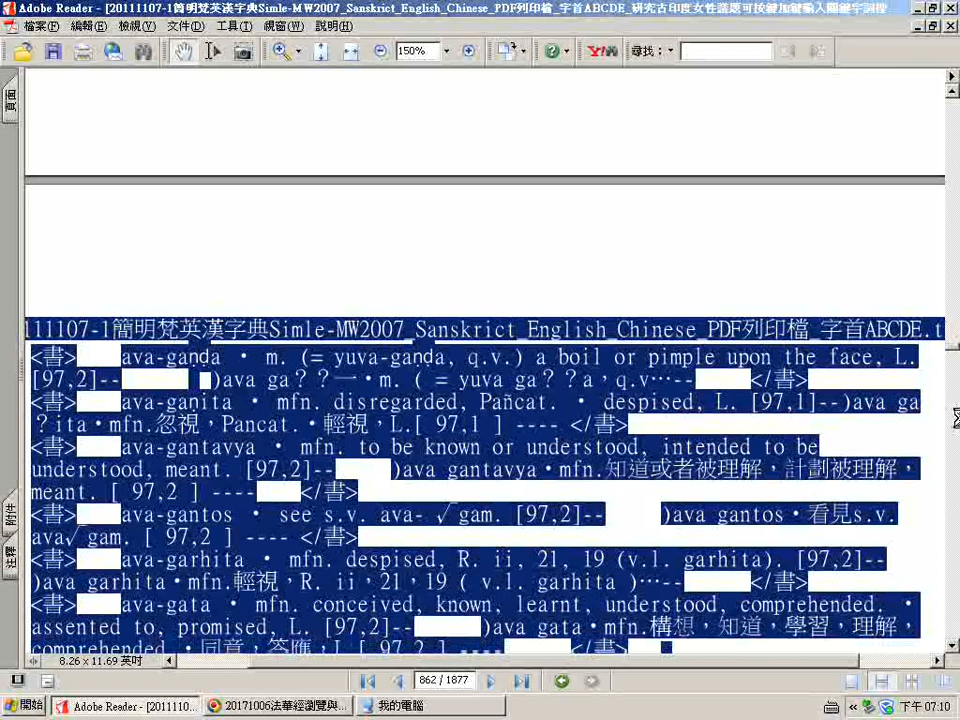 Adobe Reader - [20111107-1簡明梵英漢字典Simle-MW2007_Sanskrict_English_Chinese_PDF列印檔_字首ABCDE_研究古印度女性議題可按
檔案(F) 編輯(E) 檢視(V) 文件(D) 工具(T) 視窗(W) 說明(H)
150% Y! 尋找:
頁面
111107-1簡明梵英漢字典Simle-MW2007_Sanskrict_English_Chinese_PDF列印檔_字首ABCDE.t
<書> ava-gaṇḍa • m. (= yuva-gaṇḍa, q.v.) a boil or pimple upon the face, L.
[97,2]-- )ava ga??一•m. ( = yuva ga??a，q.v…-- </書>
<書> ava-gaṇita • mfn. disregarded, Pañcat. • despised, L. [97,1]--)ava ga
?ita•mfn.忽視，Pancat.•輕視，L.[ 97,1 ] ---- </書>
<書> ava-gantavya • mfn. to be known or understood, intended to be
understood, meant. [97,2]-- )ava gantavya•mfn.知道或者被理解，計劃被理解，
meant. [ 97,2 ] ---- </書>
<書> ava-gantos • see s.v. ava- √gam. [97,2]-- )ava gantos•看見s.v.
ava√ gam. [ 97,2 ] ---- </書>
<書> ava-garhita • mfn. despised, R. ii, 21, 19 (v.l. garhita). [97,2]--
)ava garhita•mfn.輕視，R. ii，21，19 ( v.l. garhita )…-- </書>
<書> ava-gata • mfn. conceived, known, learnt, understood, comprehended. •
assented to, promised, L. [97,2]-- )ava gata•mfn.構想，知道，學習，理解，
comprehended.•同意，答應，L.[ 97,2 ] ---- </書>
附件
註釋
8.26 x 11.69 英吋
862 / 1877
開始 Adobe Reader - [2011110... 20171006法華經瀏覽與... 我的電腦 下午 07:10